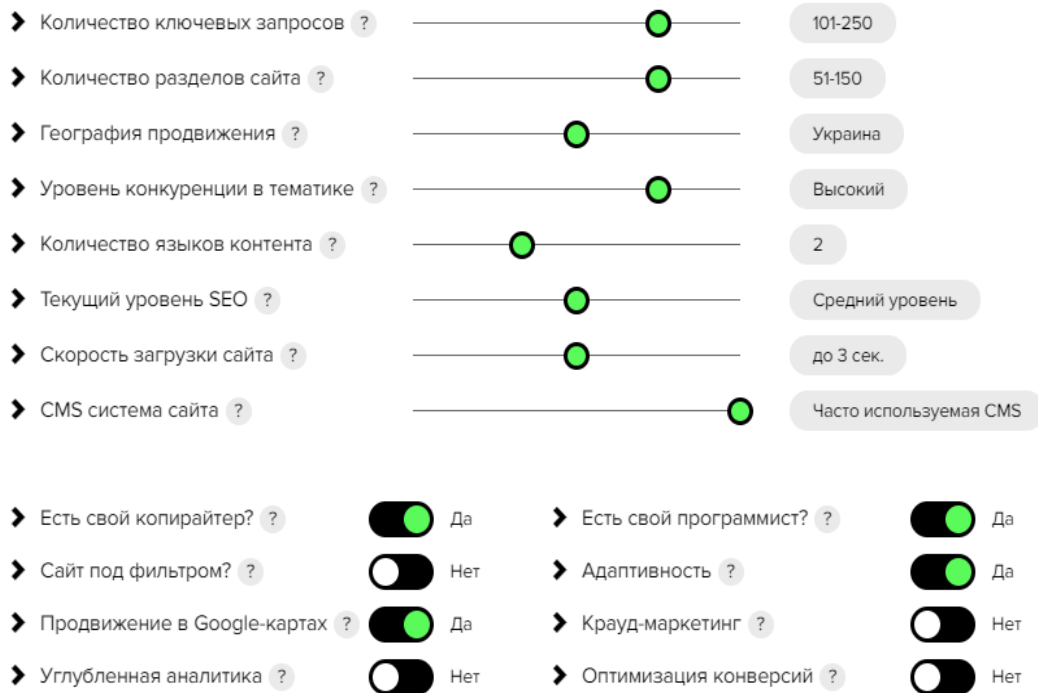 Количество ключевых запросов ? 101-250
Количество разделов сайта ? 51-150
География продвижения ? Украина
Уровень конкуренции в тематике ? Высокий
Количество языков контента ? 2
Текущий уровень SEO ? Средний уровень
Скорость загрузки сайта ? до 3 сек.
CMS система сайта ? Часто используемая CMS
Есть свой копирайтер? ? Да Есть свой программист? ? Да
Сайт под фильтром? ? Нет Адаптивность ? Да
Продвижение в Google-картах ? Да Крауд-маркетинг ? Нет
Углубленная аналитика ? Нет Оптимизация конверсий ? Нет